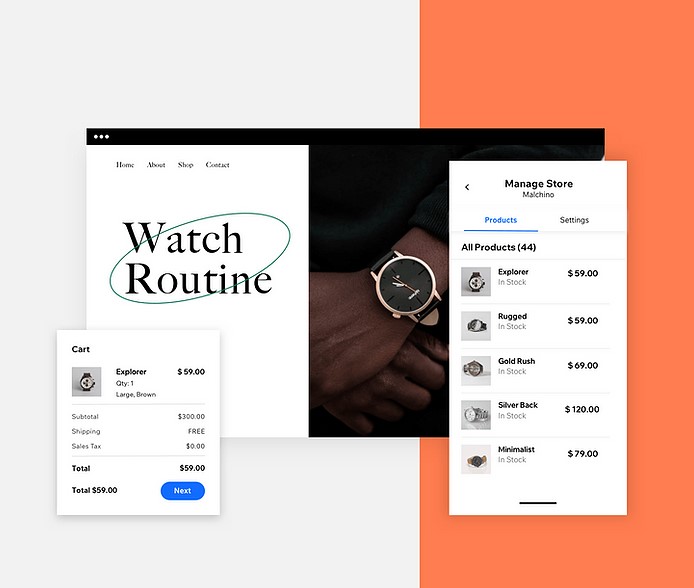 Home About Shop Contact
Watch
Routine
Cart
Explorer $ 59.00
Qty: 1
Large, Brown
Subtotal $300.00
Shipping FREE
Sales Tax $0.00
Total $59.00
Total $59.00 Next
Manage Store
Malchino
Products Settings
All Products (44)
Explorer $ 59.00
In Stock
Rugged $ 59.00
In Stock
Gold Rush $ 69.00
In Stock
Silver Back $ 120.00
In Stock
Minimalist $ 79.00
In Stock